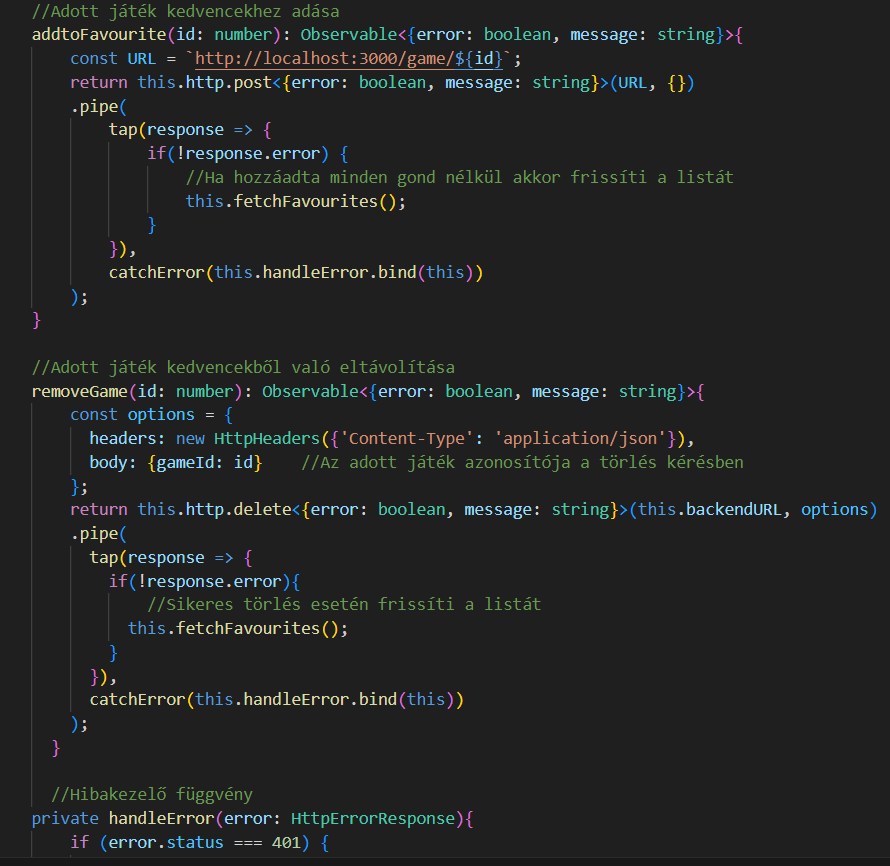 //Adott játék kedvencekhez adása
addtoFavourite(id: number): Observable<{error: boolean, message: string}>{
const URL = `http://localhost:3000/game/${id}`;
return this.http.post<{error: boolean, message: string}>(URL, {})
.pipe(
tap(response => {
if(!response.error) {
//Ha hozzáadta minden gond nélkül akkor frissíti a listát
this.fetchFavourites();
}
}),
catchError(this.handleError.bind(this))
);
}
//Adott játék kedvencekből való eltávolítása
removeGame(id: number): Observable<{error: boolean, message: string}>{
const options = {
headers: new HttpHeaders({'Content-Type': 'application/json'}),
body: {gameId: id} //Az adott játék azonosítója a törlés kérésben
};
return this.http.delete<{error: boolean, message: string}>(this.backendURL, options)
.pipe(
tap(response => {
if(!response.error){
//Sikeres törlés esetén frissíti a listát
this.fetchFavourites();
}
}),
catchError(this.handleError.bind(this))
);
}
//Hibakezelő függvény
private handleError(error: HttpErrorResponse){
if (error.status === 401) {